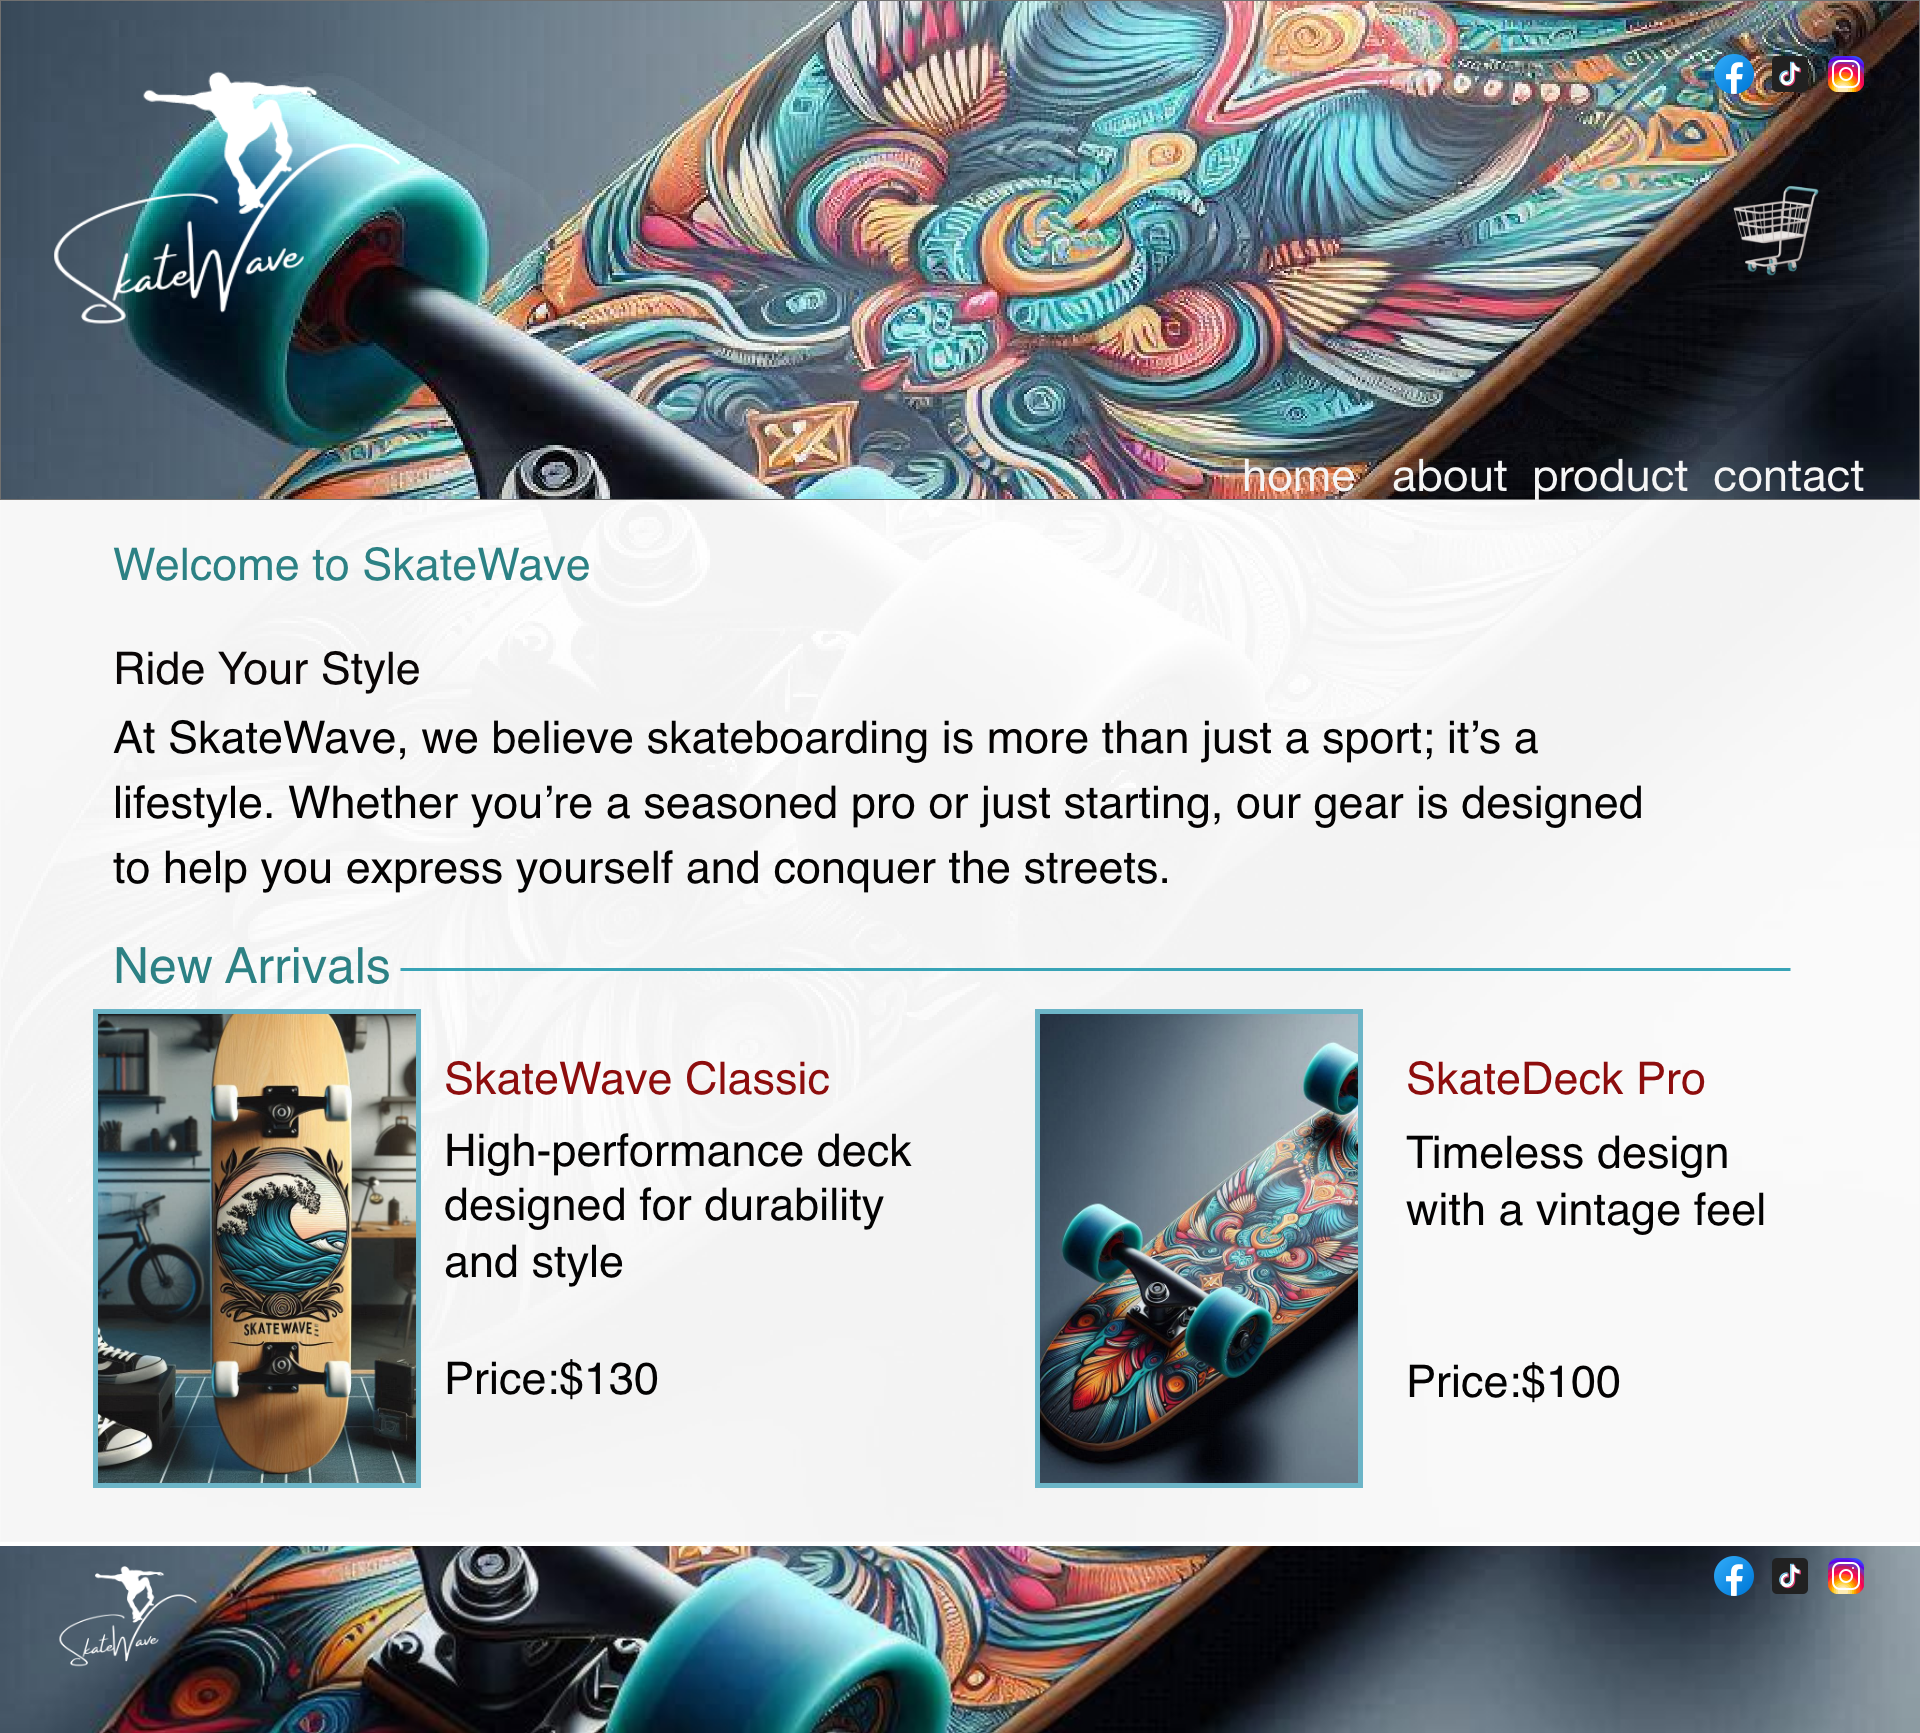 SkateWave
home about product contact
Welcome to SkateWave
Ride Your Style
At SkateWave, we believe skateboarding is more than just a sport; it’s a
lifestyle. Whether you’re a seasoned pro or just starting, our gear is designed
to help you express yourself and conquer the streets.
New Arrivals
SKATEWAVE
SkateWave Classic
High-performance deck
designed for durability
and style
Price:$130
SkateDeck Pro
Timeless design
with a vintage feel
Price:$100
SkateWave